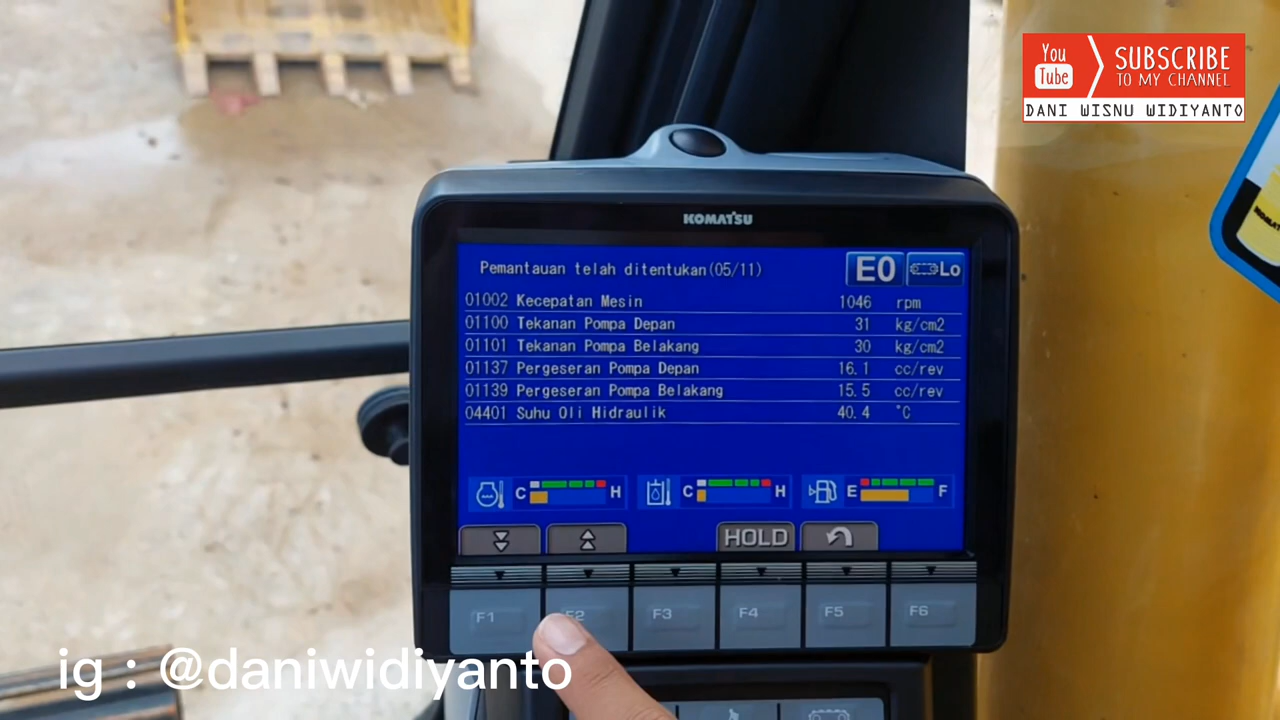 You Tube
SUBSCRIBE
TO MY CHANNEL
DANI WISNU WIDIYANTO
KOMATSU
Pemantauan telah ditentukan(05/11)
E0
Lo
01002 Kecepatan Mesin 1046 rpm
01100 Tekanan Pompa Depan 31 kg/cm2
01101 Tekanan Pompa Belakang 30 kg/cm2
01137 Pergeseran Pompa Depan 16.1 cc/rev
01139 Pergeseran Pompa Belakang 15.5 cc/rev
04401 Suhu Oli Hidraulik 40.4 °C
C H C H E F
HOLD
F1 F2 F3 F4 F5 F6
ig : @daniwidiyanto